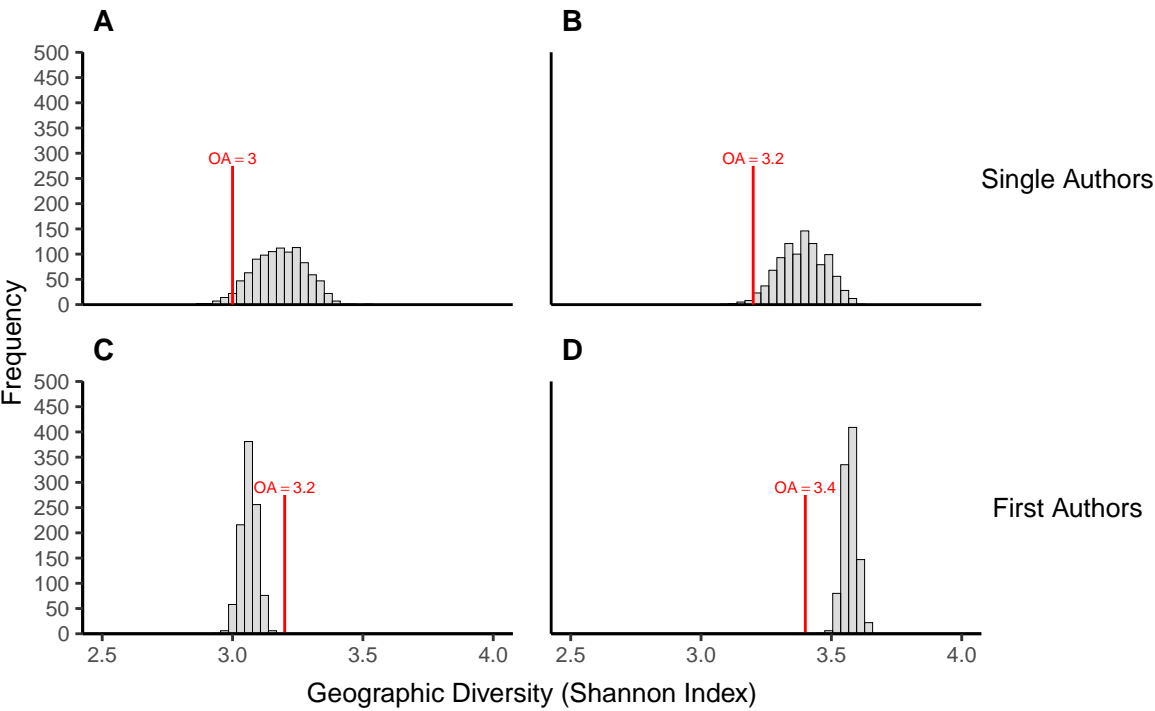 A
B
500
450
400
350
300
250
200
150
100
50
0
OA = 3
OA = 3.2
Single Authors
Frequency
C
D
500
450
400
350
300
250
200
150
100
50
0
OA = 3.2
OA = 3.4
First Authors
2.5 3.0 3.5 4.0
2.5 3.0 3.5 4.0
Geographic Diversity (Shannon Index)